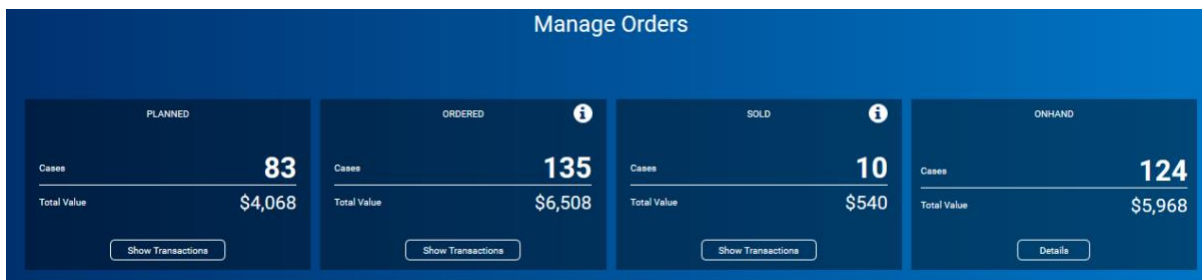 Manage Orders
PLANNED
Cases 83
Total Value $4,068
Show Transactions
ORDERED
Cases 135
Total Value $6,508
Show Transactions
SOLD
Cases 10
Total Value $540
Show Transactions
ONHAND
Cases 124
Total Value $5,968
Details